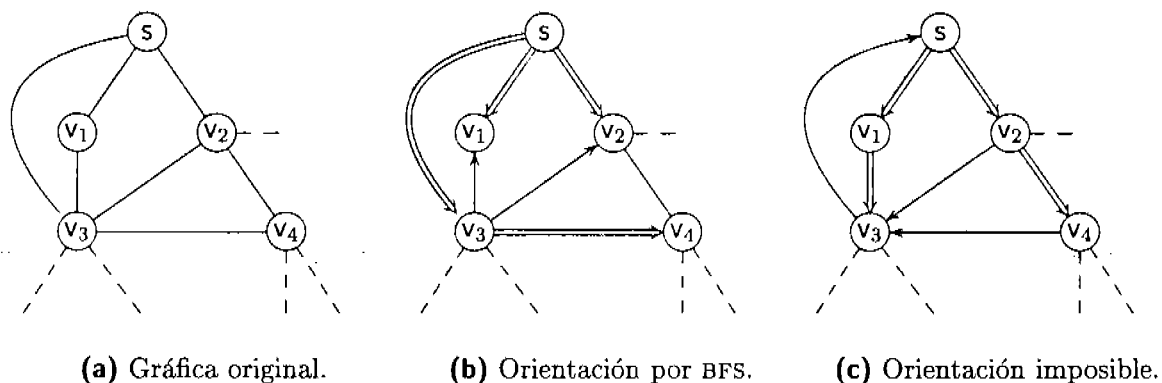 s
v1
v2
v3
v4
s
v1
v2
v3
v4
s
v1
v2
v3
v4
(a) Gráfica original.
(b) Orientación por BFS.
(c) Orientación imposible.